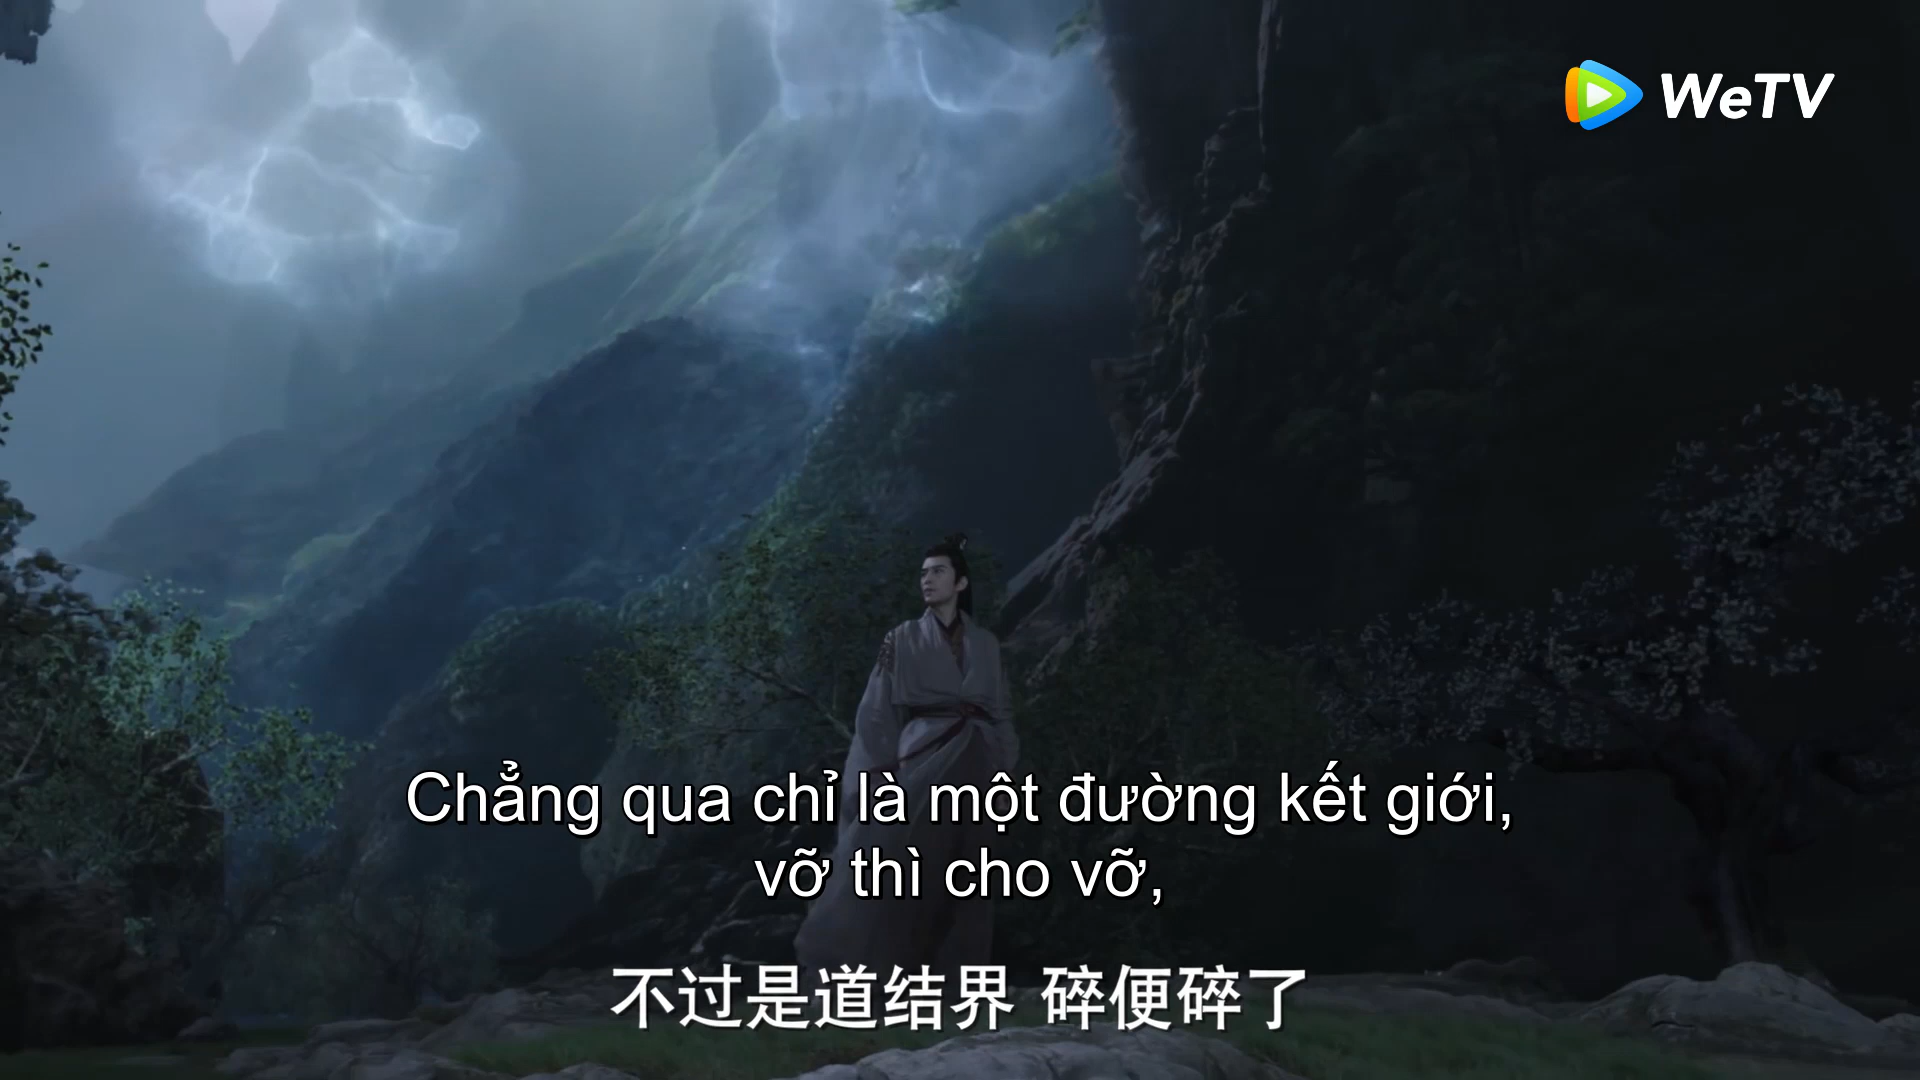 WeTV
Chẳng qua chỉ là một đường kết giới,
vỡ thì cho vỡ,
不过是道结界 碎便碎了